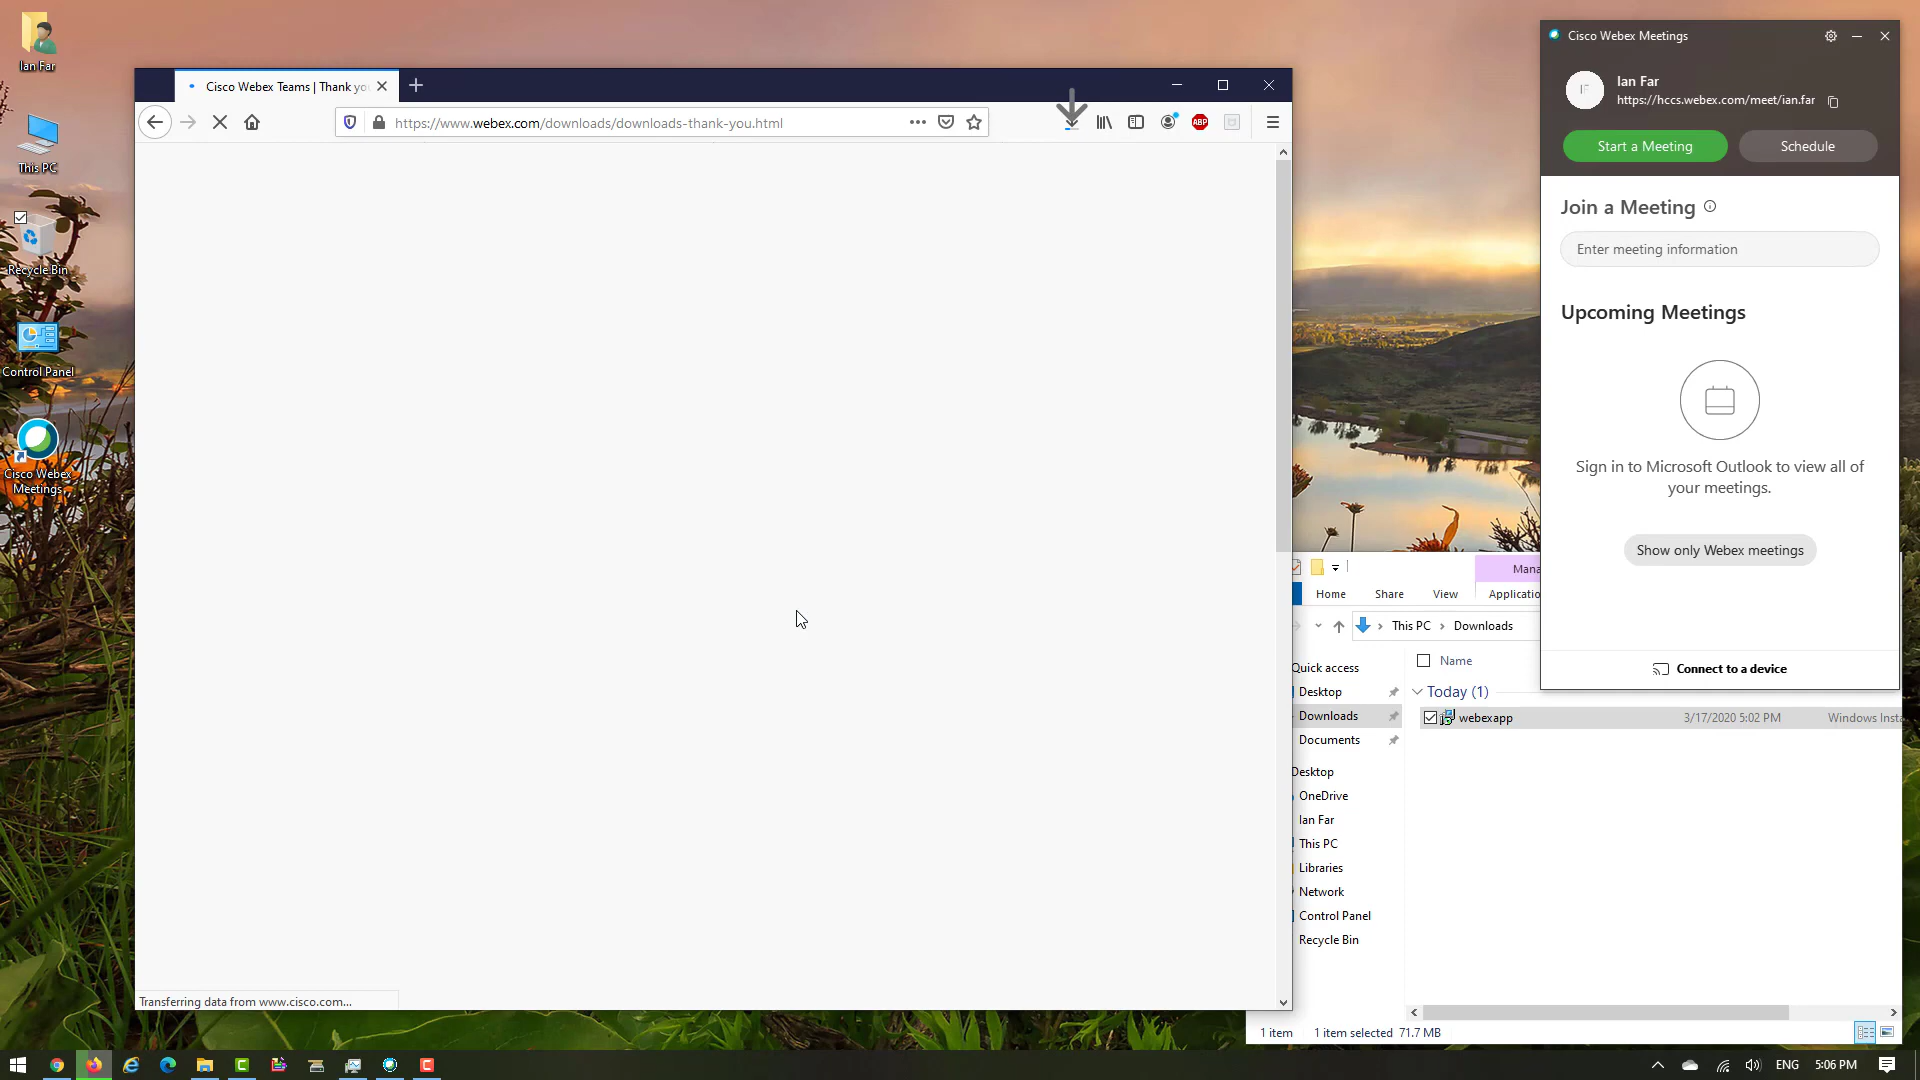 Ian Far
This PC
Recycle Bin
Control Panel
Cisco Webex
Meetings
Cisco Webex Teams | Thank you
https://www.webex.com/downloads/downloads-thank-you.html
ABP
Transferring data from www.cisco.com...
Cisco Webex Meetings
IF
Ian Far
https://hccs.webex.com/meet/ian.far
Start a Meeting
Schedule
Join a Meeting
Enter meeting information
Upcoming Meetings
Sign in to Microsoft Outlook to view all of
your meetings.
Show only Webex meetings
Connect to a device
Mana
Home
Share
View
Applicatio
This PC
Downloads
Quick access
Desktop
Downloads
Documents
Desktop
OneDrive
Ian Far
This PC
Libraries
Network
Control Panel
Recycle Bin
Name
Today (1)
webexapp
3/17/2020 5:02 PM
Windows Insta
1 item
1 item selected 71.7 MB
ENG
5:06 PM